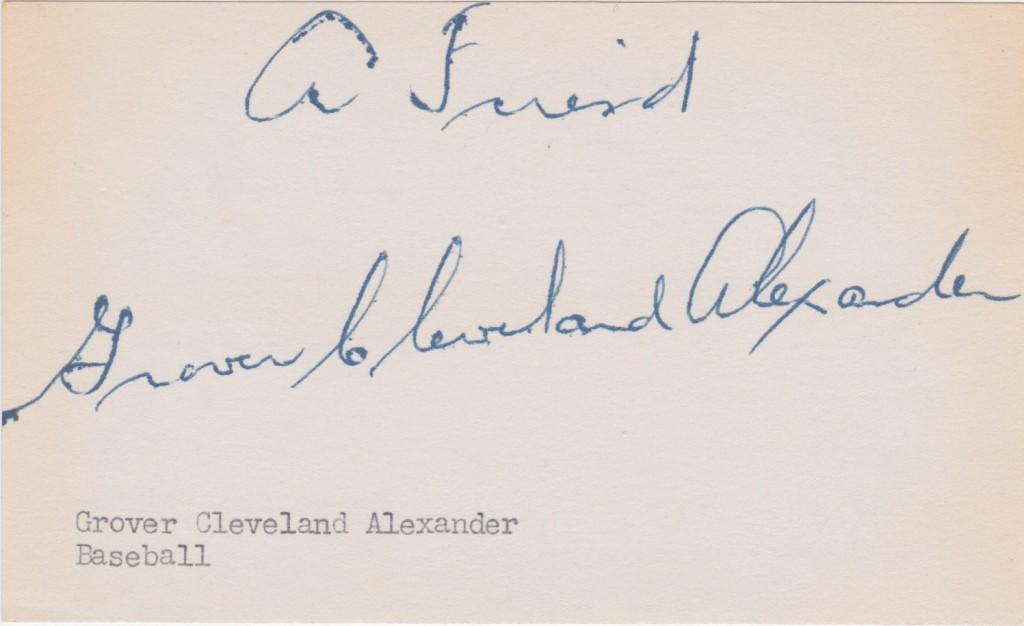 A Friend
Grover Cleveland Alexander
Grover Cleveland Alexander
Baseball